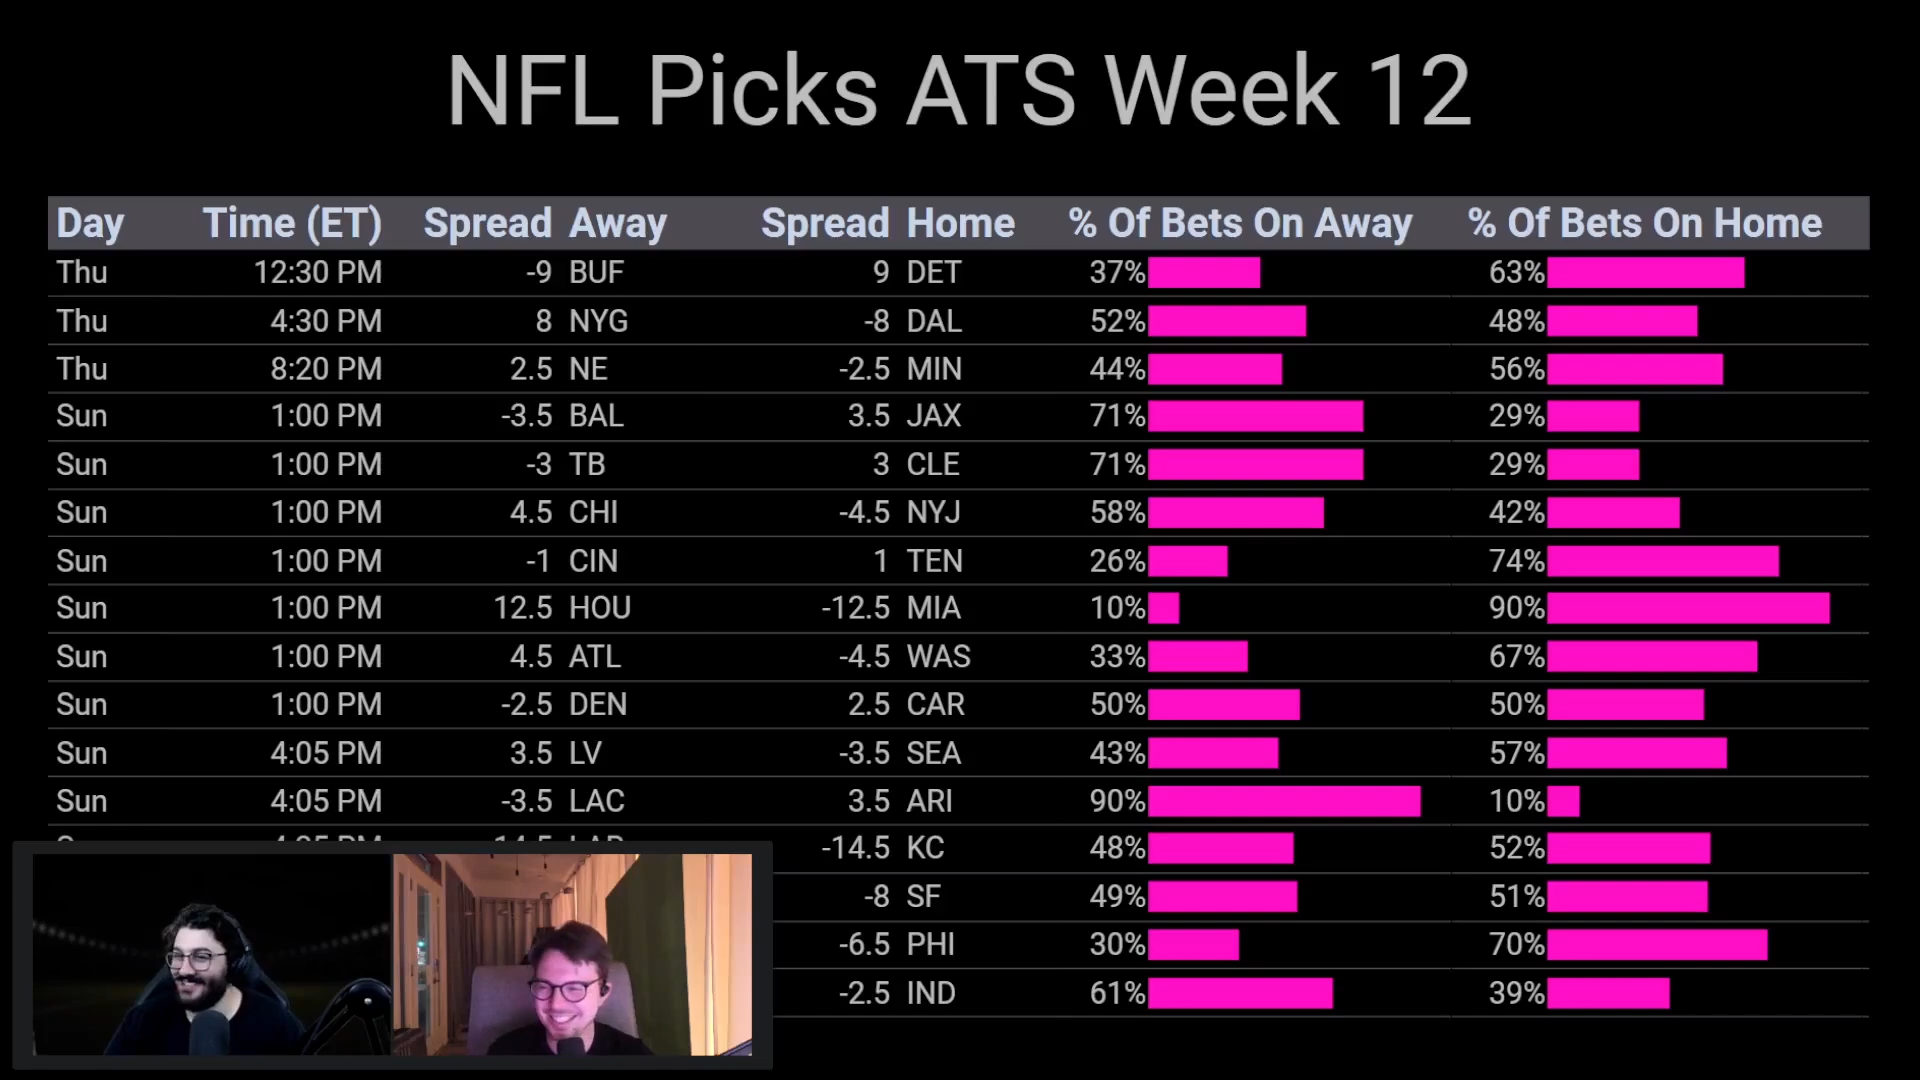 NFL Picks ATS Week 12
Day Time (ET) Spread Away Spread Home % Of Bets On Away % Of Bets On Home
Thu 12:30 PM -9 BUF 9 DET 37% 63%
Thu 4:30 PM 8 NYG -8 DAL 52% 48%
Thu 8:20 PM 2.5 NE -2.5 MIN 44% 56%
Sun 1:00 PM -3.5 BAL 3.5 JAX 71% 29%
Sun 1:00 PM -3 TB 3 CLE 71% 29%
Sun 1:00 PM 4.5 CHI -4.5 NYJ 58% 42%
Sun 1:00 PM -1 CIN 1 TEN 26% 74%
Sun 1:00 PM 12.5 HOU -12.5 MIA 10% 90%
Sun 1:00 PM 4.5 ATL -4.5 WAS 33% 67%
Sun 1:00 PM -2.5 DEN 2.5 CAR 50% 50%
Sun 4:05 PM 3.5 LV -3.5 SEA 43% 57%
Sun 4:05 PM -3.5 LAC 3.5 ARI 90% 10%
-14.5 KC 48% 52%
-8 SF 49% 51%
-6.5 PHI 30% 70%
-2.5 IND 61% 39%